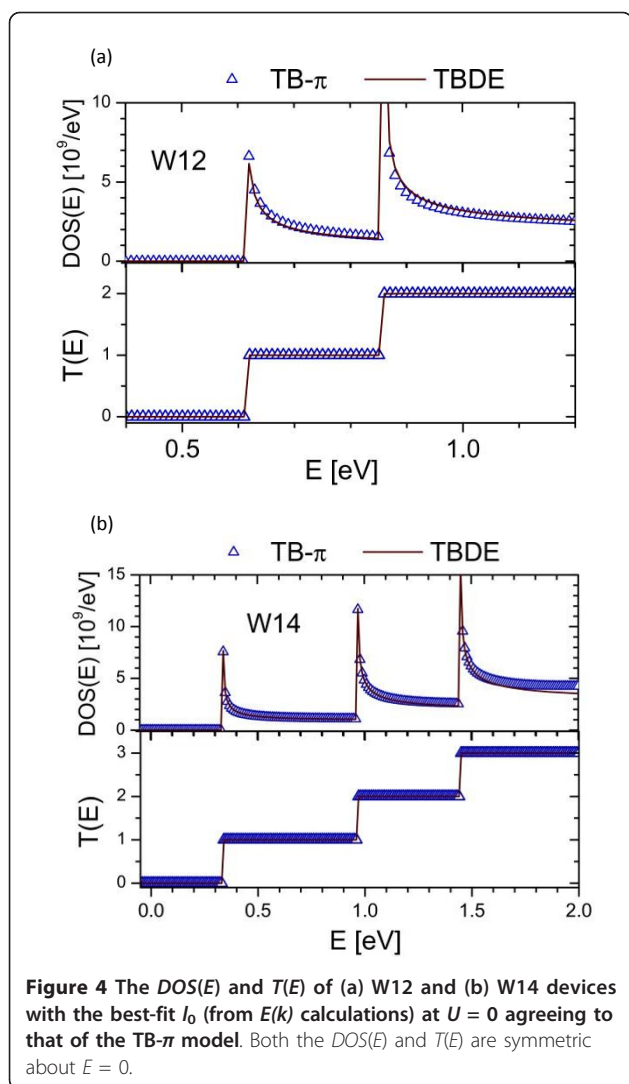 (a)
△ TB-π — TBDE
10
5
0
DOS(E) [10⁹/eV]
W12
2
1
0
T(E)
0.5 1.0
E [eV]
(b)
△ TB-π — TBDE
15
10
5
0
DOS(E) [10⁹/eV]
W14
3
2
1
0
T(E)
0.0 0.5 1.0 1.5 2.0
E [eV]
Figure 4 The DOS(E) and T(E) of (a) W12 and (b) W14 devices
with the best-fit l₀ (from E(k) calculations) at U = 0 agreeing to
that of the TB-π model. Both the DOS(E) and T(E) are symmetric
about E = 0.